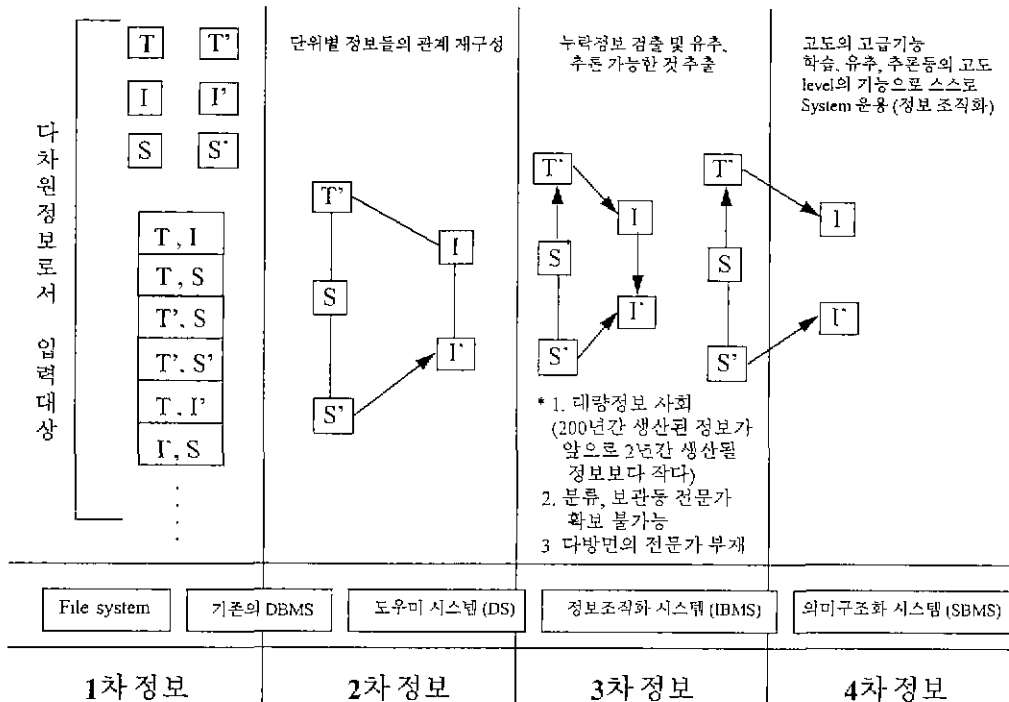 다차원정보로서 입력대상
T T'
I I'
S S'
T , I
T , S
T'. S
T'. S'
T . I'
I', S
단위별 정보들의 관계 재구성
T'
I
S
I'
S'
누락정보 검출 및 유추,
추론 가능한 것 추출
T'
I
S
I'
S'
* 1. 대량정보 사회
(200년간 생산된 정보가
앞으로 2년간 생산될
정보보다 작다)
2. 분류, 보관등 전문가
확보 불가능
3 다방면의 전문가 부재
고도의 고급기능
학습, 유추, 추론등의 고도
level의 기능으로 스스로
System 운용 (정보 조직화)
T'
I
S
I'
S'
File system
기존의 DBMS
도우미 시스템 (DS)
정보조직화 시스템 (IBMS)
의미구조화 시스템 (SBMS)
1차 정보
2차 정보
3차 정보
4차 정보